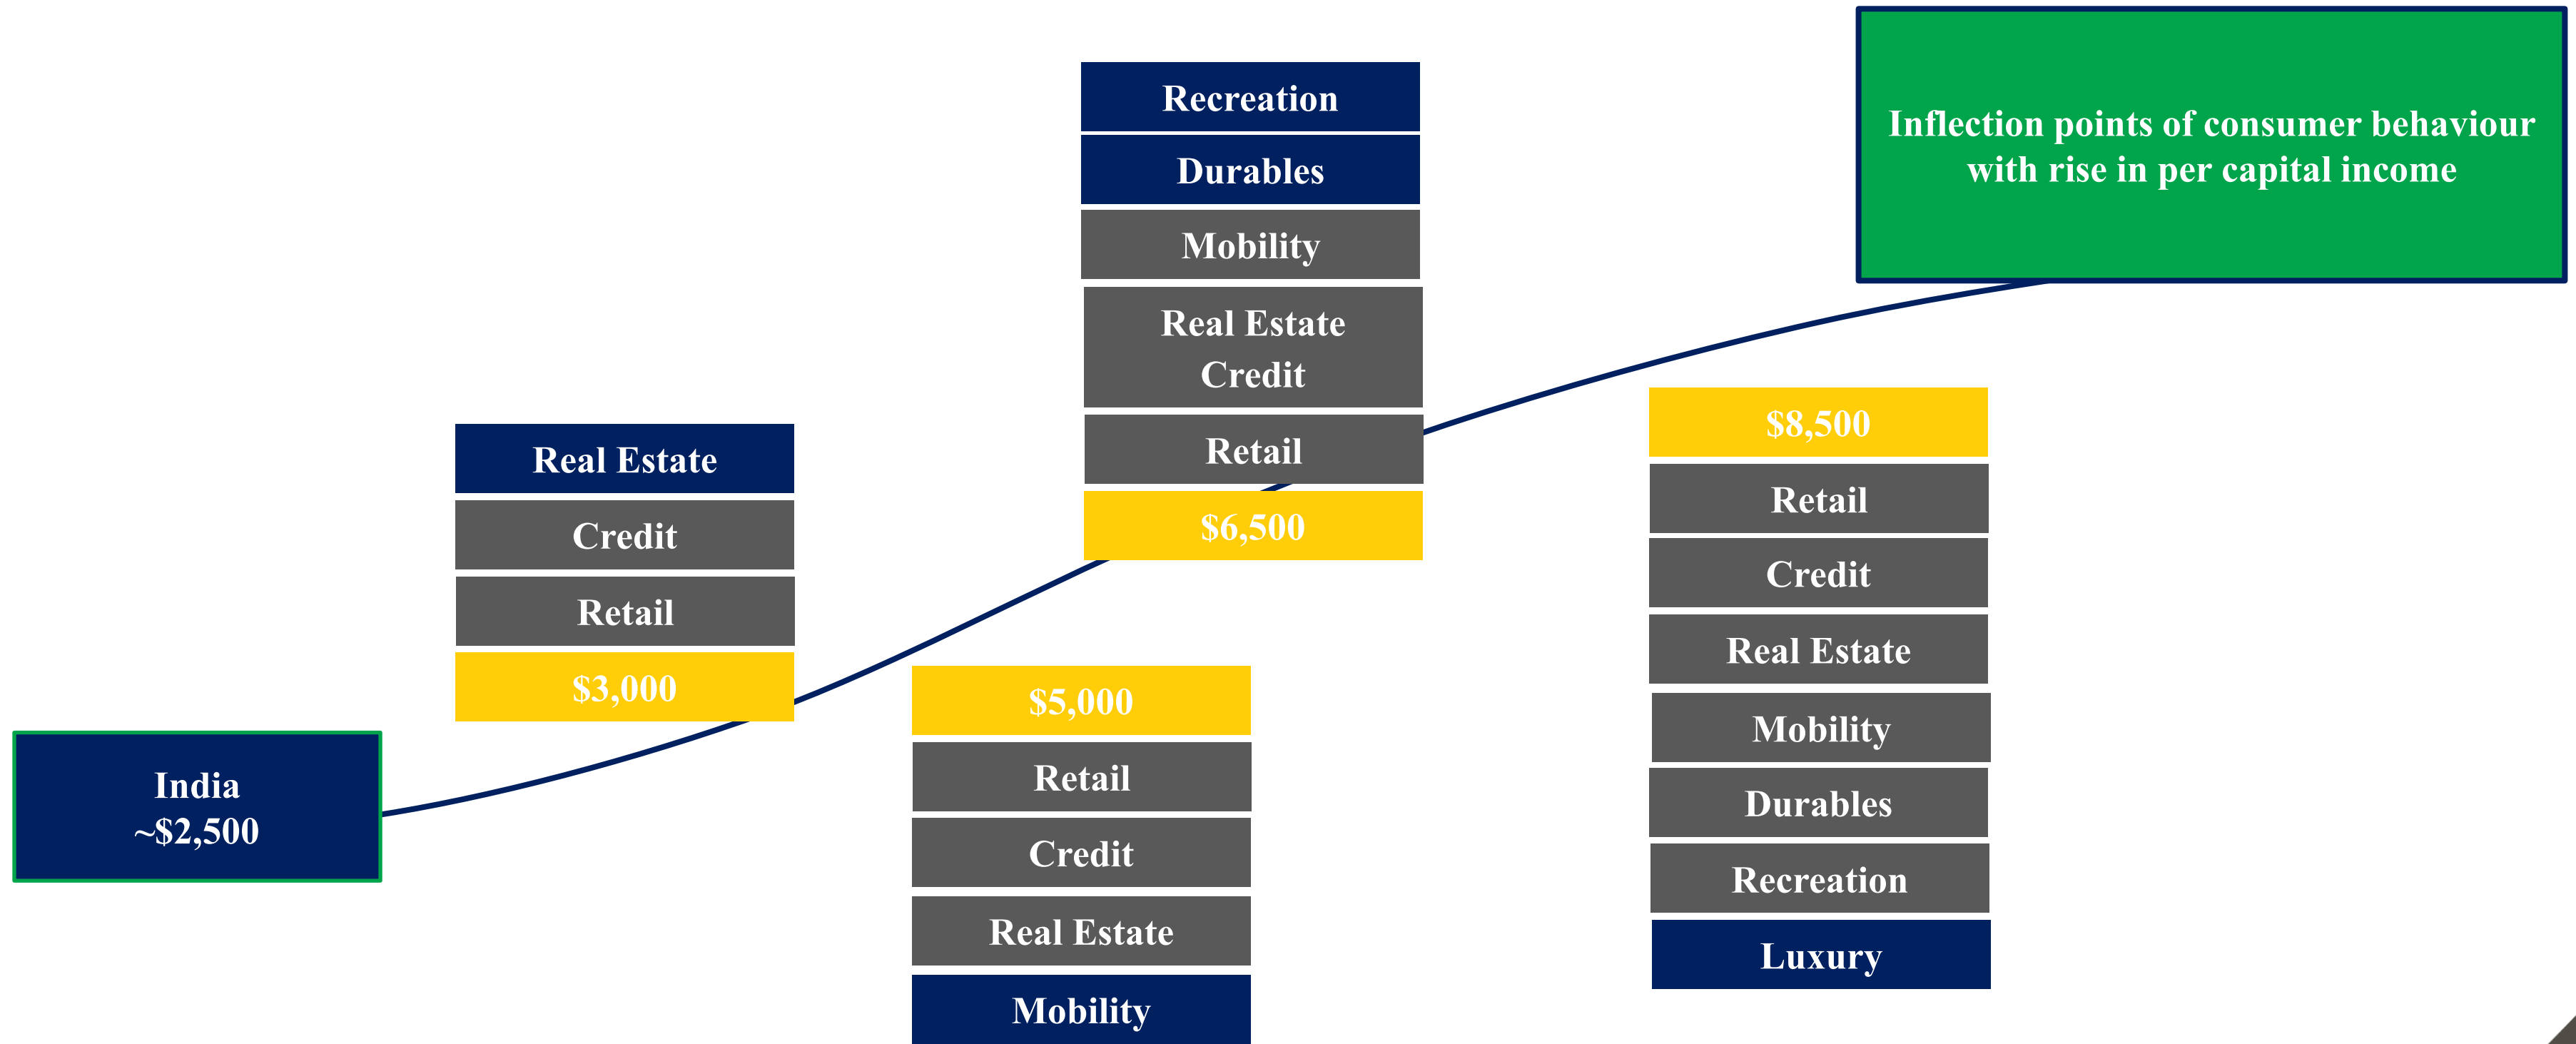 Inflection points of consumer behaviour
with rise in per capital income
India
~$2,500
Real Estate
Credit
Retail
$3,000
$5,000
Retail
Credit
Real Estate
Mobility
Recreation
Durables
Mobility
Real Estate
Credit
Retail
$6,500
$8,500
Retail
Credit
Real Estate
Mobility
Durables
Recreation
Luxury